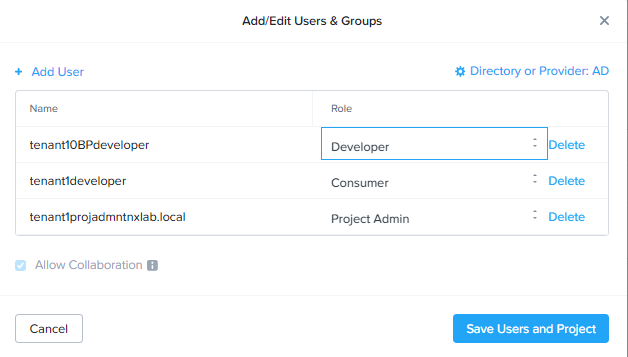 Add/Edit Users & Groups
+ Add User
Directory or Provider: AD
Name Role
tenant10BPdeveloper Developer Delete
tenant1developer Consumer Delete
tenant1projadmntnxlab.local Project Admin Delete
Allow Collaboration i
Cancel Save Users and Project